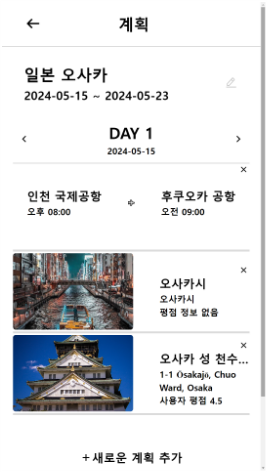 계획
일본 오사카
2024-05-15 ~ 2024-05-23
DAY 1
2024-05-15
인천 국제공항
후쿠오카 공항
오후 08:00
오전 09:00
오사카시
오사카시
평점 정보 없음
오사카 성 천수...
1-1 Ōsakajō, Chuo
Ward, Osaka
사용자 평점 4.5
+ 새로운 계획 추가